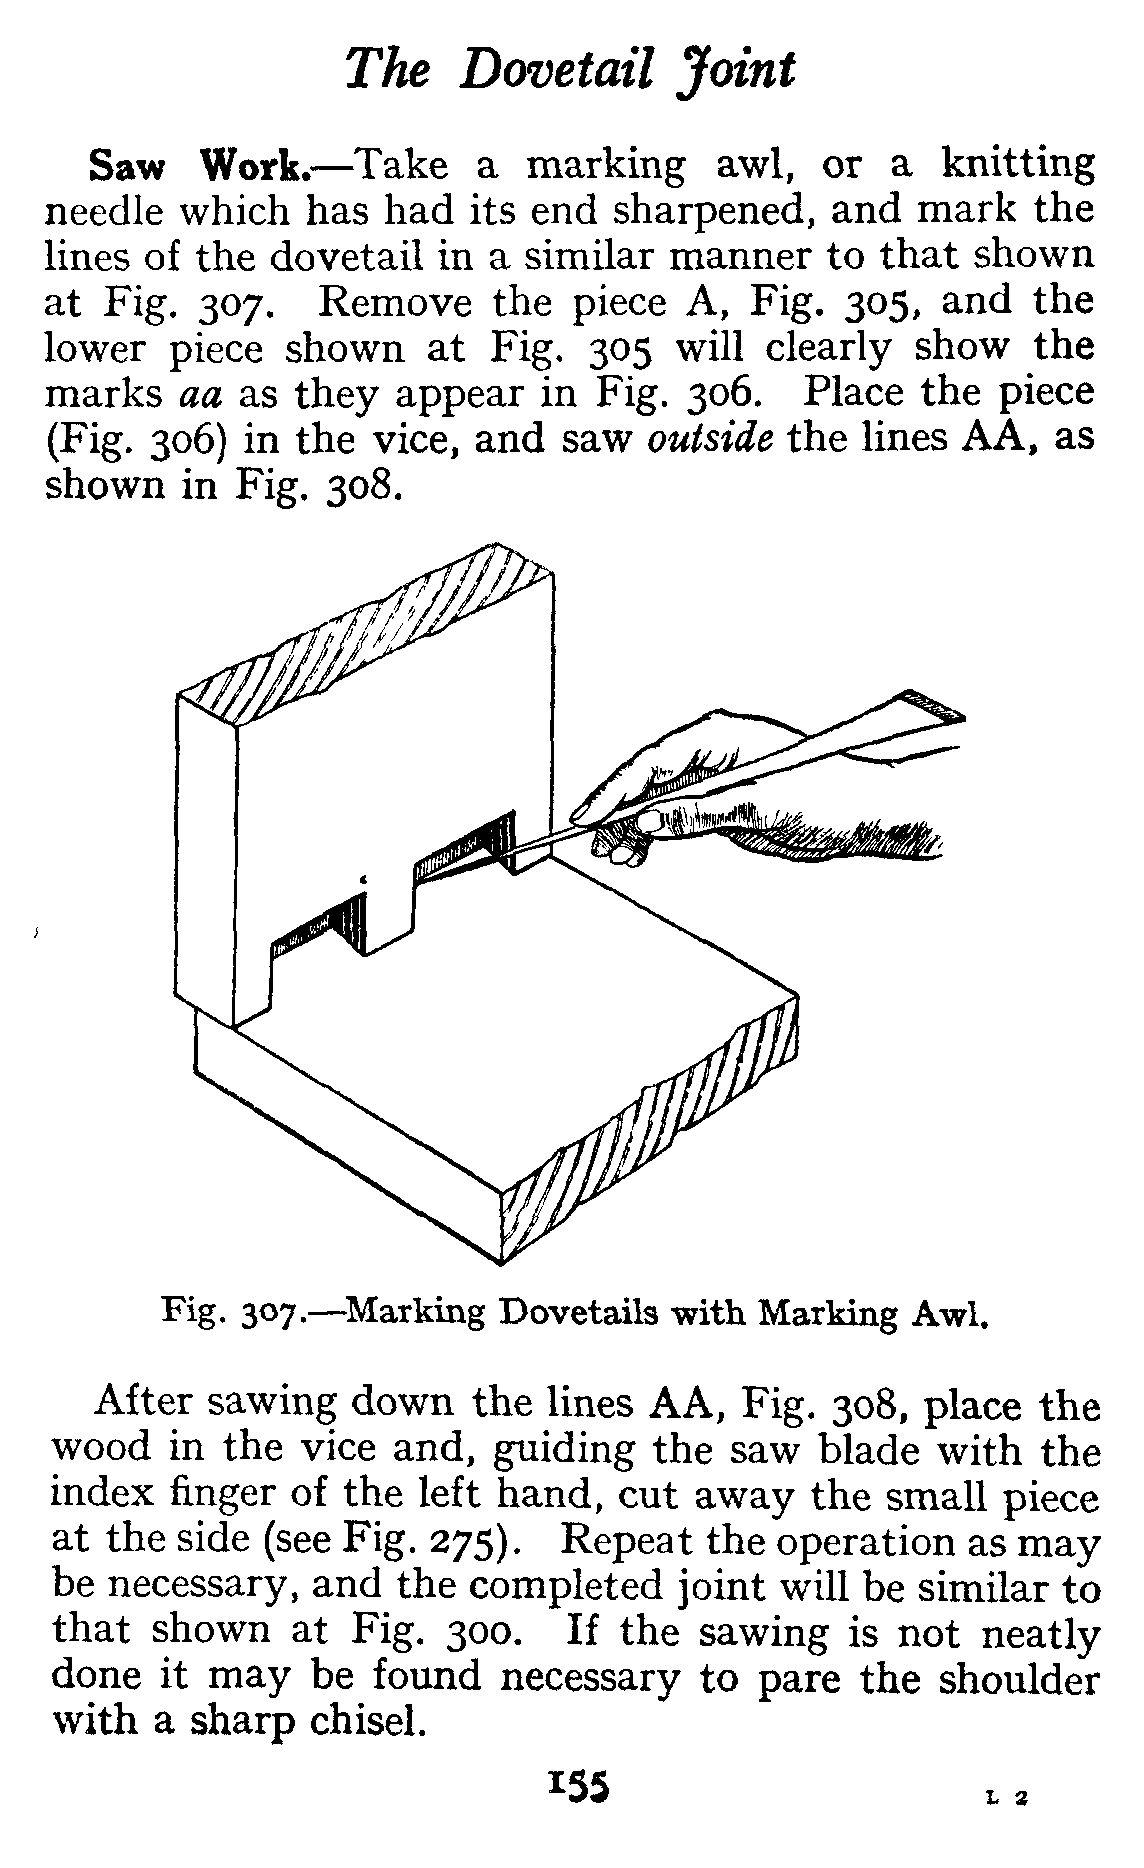 The Dovetail Joint
Saw Work.—Take a marking awl, or a knitting
needle which has had its end sharpened, and mark the
lines of the dovetail in a similar manner to that shown
at Fig. 307. Remove the piece A, Fig. 305, and the
lower piece shown at Fig. 305 will clearly show the
marks aa as they appear in Fig. 306. Place the piece
(Fig. 306) in the vice, and saw outside the lines AA, as
shown in Fig. 308.
Fig. 307.—Marking Dovetails with Marking Awl.
After sawing down the lines AA, Fig. 308, place the
wood in the vice and, guiding the saw blade with the
index finger of the left hand, cut away the small piece
at the side (see Fig. 275). Repeat the operation as may
be necessary, and the completed joint will be similar to
that shown at Fig. 300. If the sawing is not neatly
done it may be found necessary to pare the shoulder
with a sharp chisel.
155
L 2